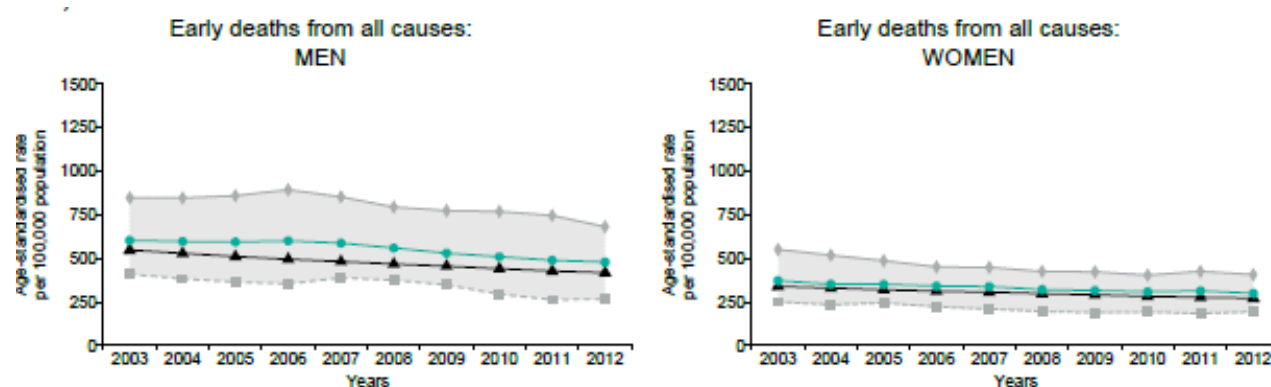 Early deaths from all causes:
MEN
1500
1250
1000
750
500
250
0
Age-standardised rate
per 100,000 population
2003 2004 2005 2006 2007 2008 2009 2010 2011 2012
Years
Early deaths from all causes:
WOMEN
1500
1250
1000
750
500
250
0
Age-standardised rate
per 100,000 population
2003 2004 2005 2006 2007 2008 2009 2010 2011 2012
Years